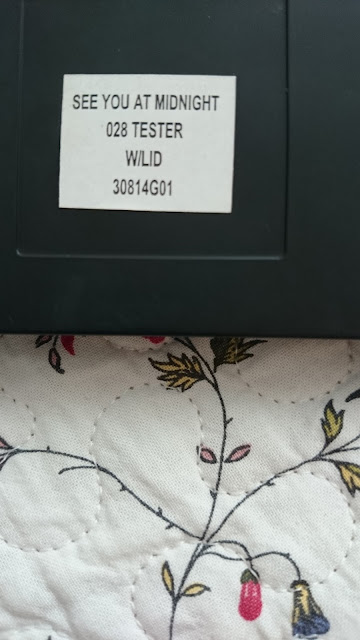 SEE YOU AT MIDNIGHT
028 TESTER
W/LID
30814G01